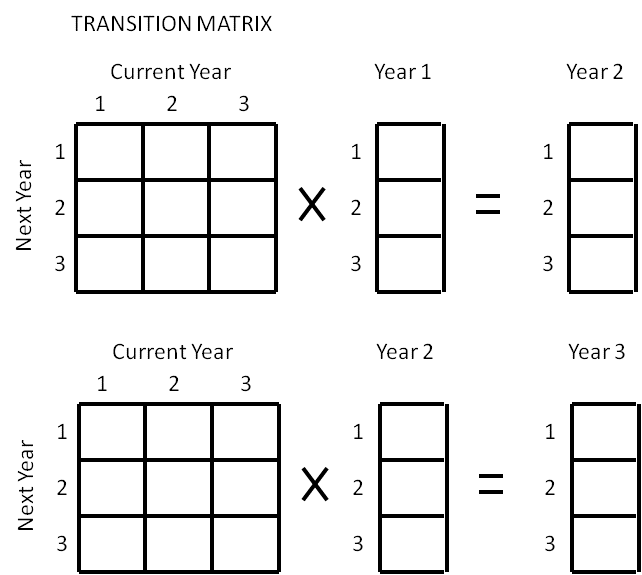 TRANSITION MATRIX
Current Year Year 1 Year 2
1 2 3
Next Year
1 1 1
2 X 2 = 2
3 3 3
Current Year Year 2 Year 3
1 2 3
Next Year
1 1 1
2 X 2 = 2
3 3 3